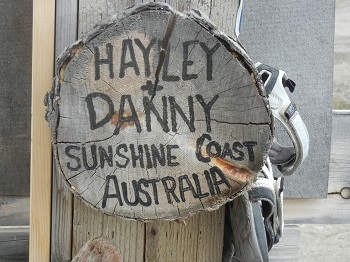 HAYLEY
+
DANNY
SUNSHINE COAST
AUSTRALIA